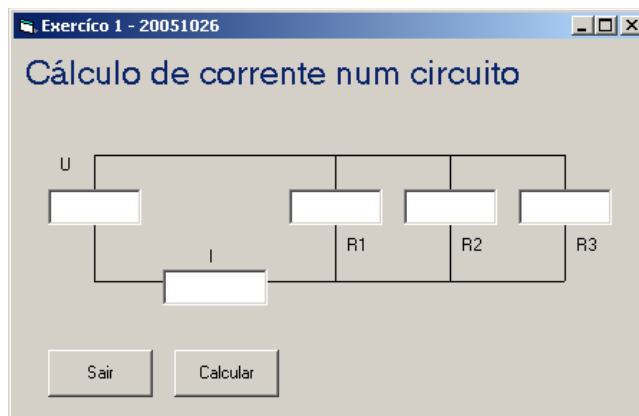 Exercíco 1 - 20051026
Cálculo de corrente num circuito
U
I
R1
R2
R3
Sair
Calcular